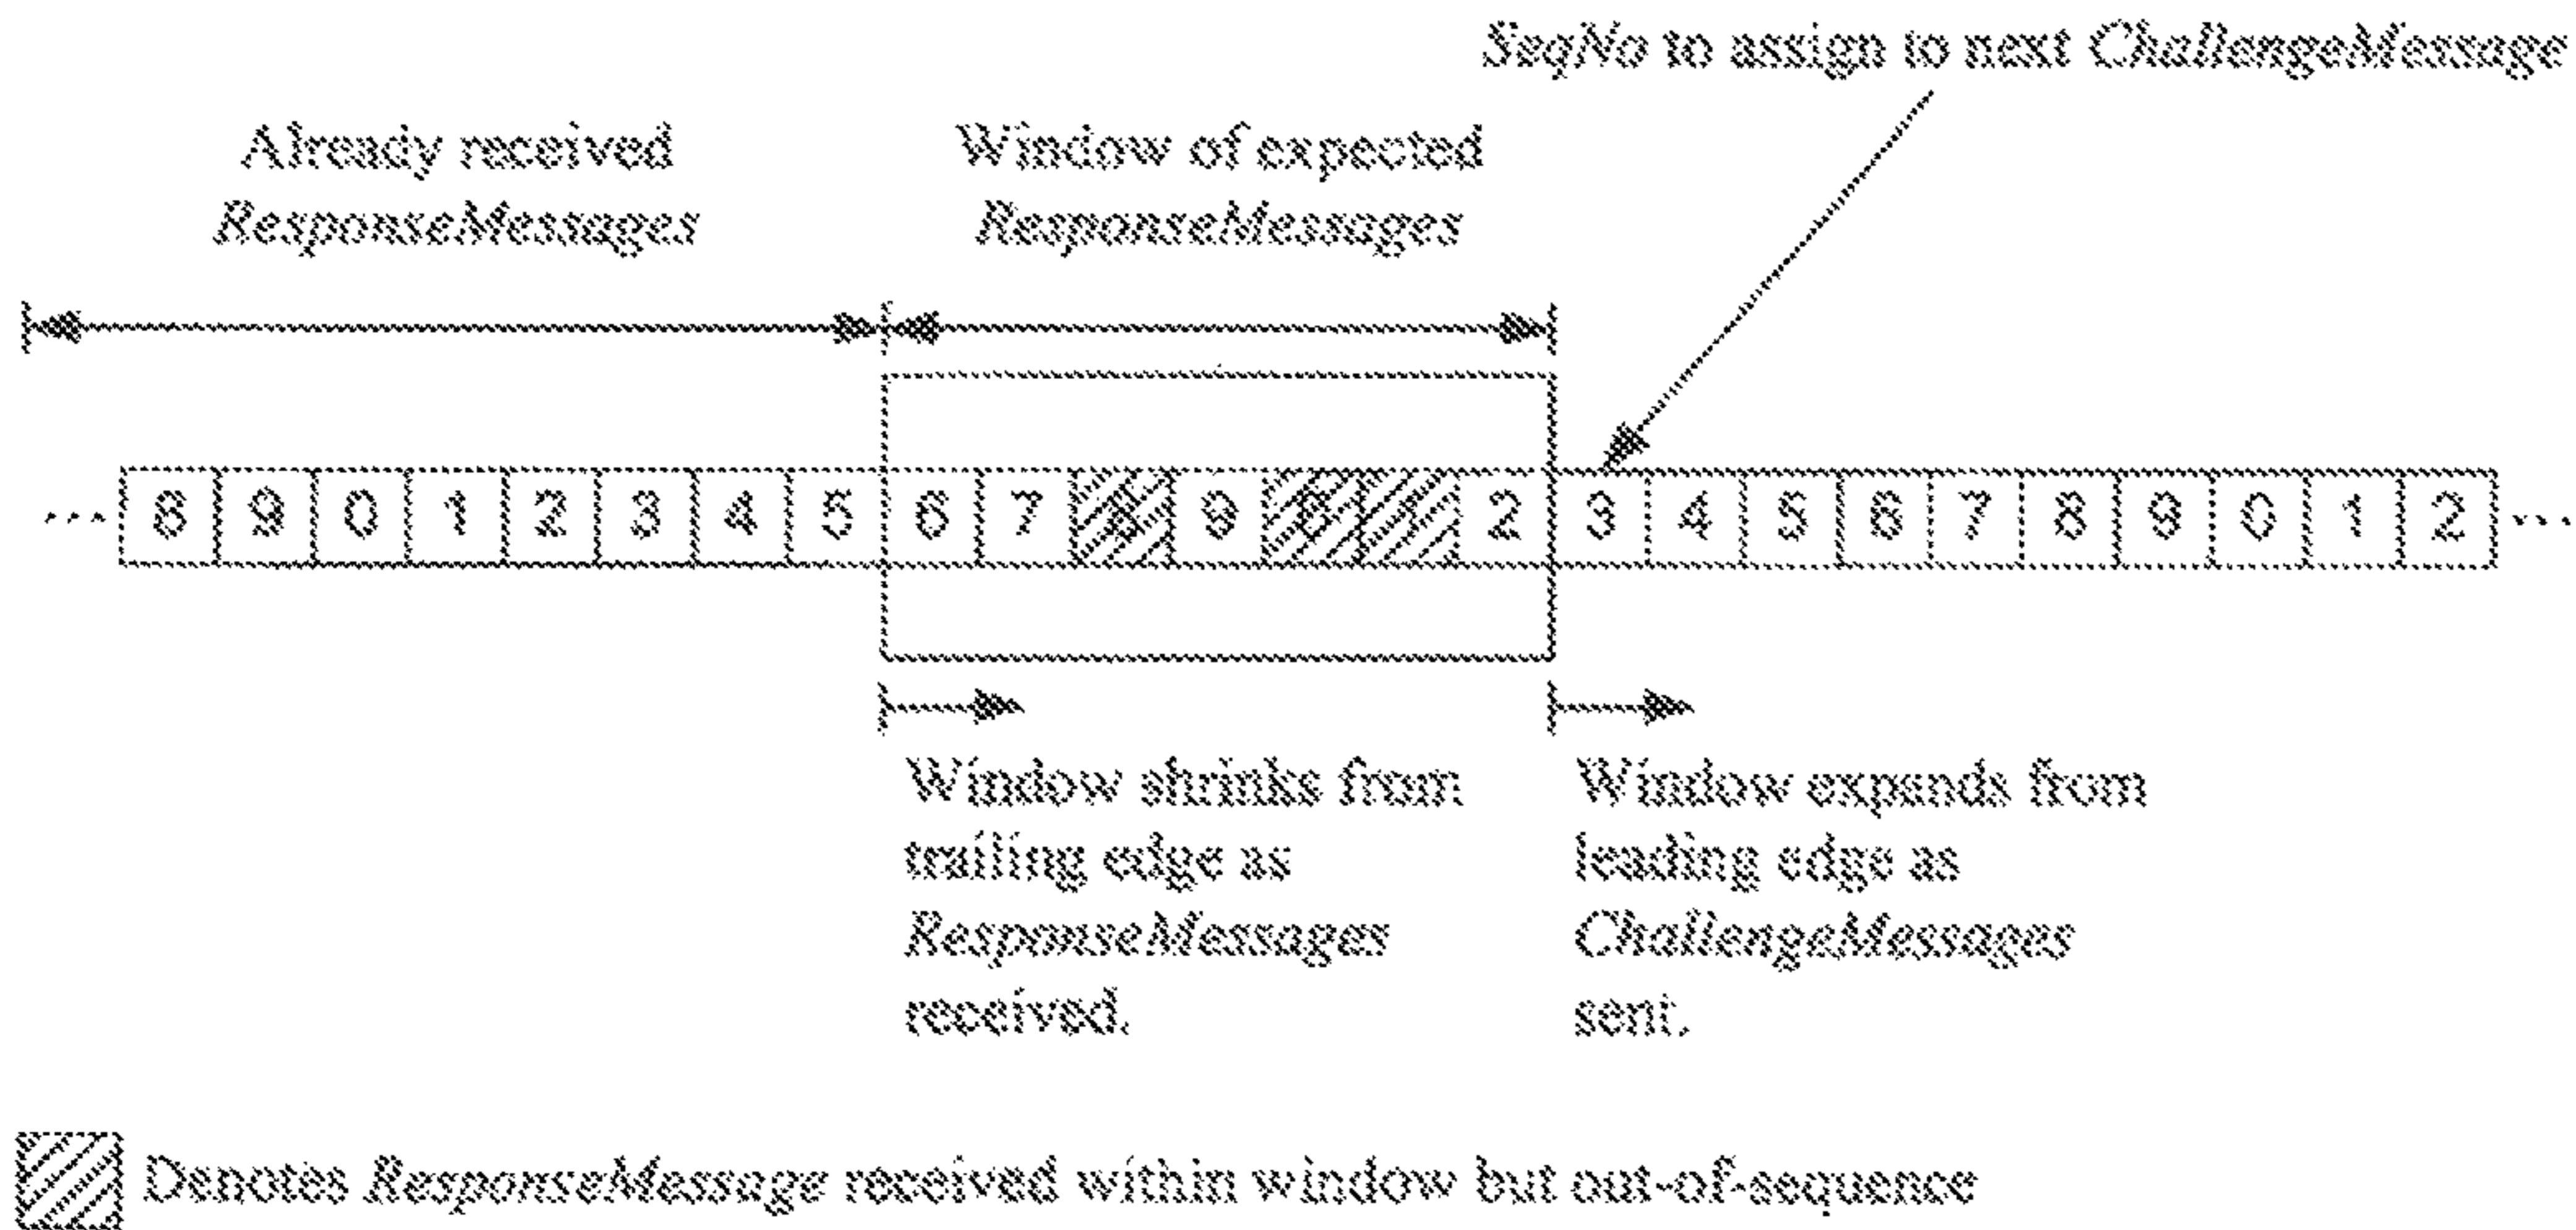 SeqNo to assign to next ChallengeMessage
Already received
ResponseMessages
Window of expected
ResponseMessages
... 8 9 0 1 2 3 4 5 6 7 8 9 0 1 2 3 4 5 6 7 8 9 0 1 2 ...
Window shrinks from
trailing edge as
ResponseMessages
received.
Window expands from
leading edge as
ChallengeMessages
sent.
Denotes ResponseMessage received within window but out-of-sequence